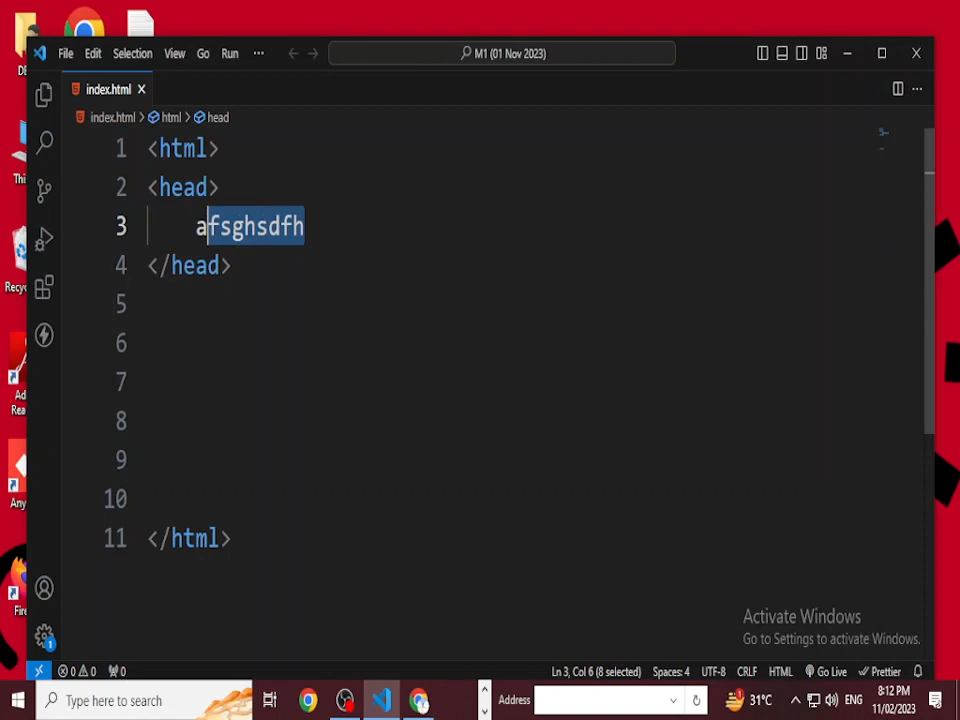 File Edit Selection View Go Run ··· M1 (01 Nov 2023)
index.html
index.html > html > head
1 <html>
2 <head>
3 afsghsdfh
4 </head>
5
6
7
8
9
10
11 </html>
Activate Windows
Go to Settings to activate Windows.
0 0 0 Ln 3, Col 6 (8 selected) Spaces: 4 UTF-8 CRLF HTML Go Live Prettier
Type here to search Address 31°C ENG 8:12 PM
11/02/2023